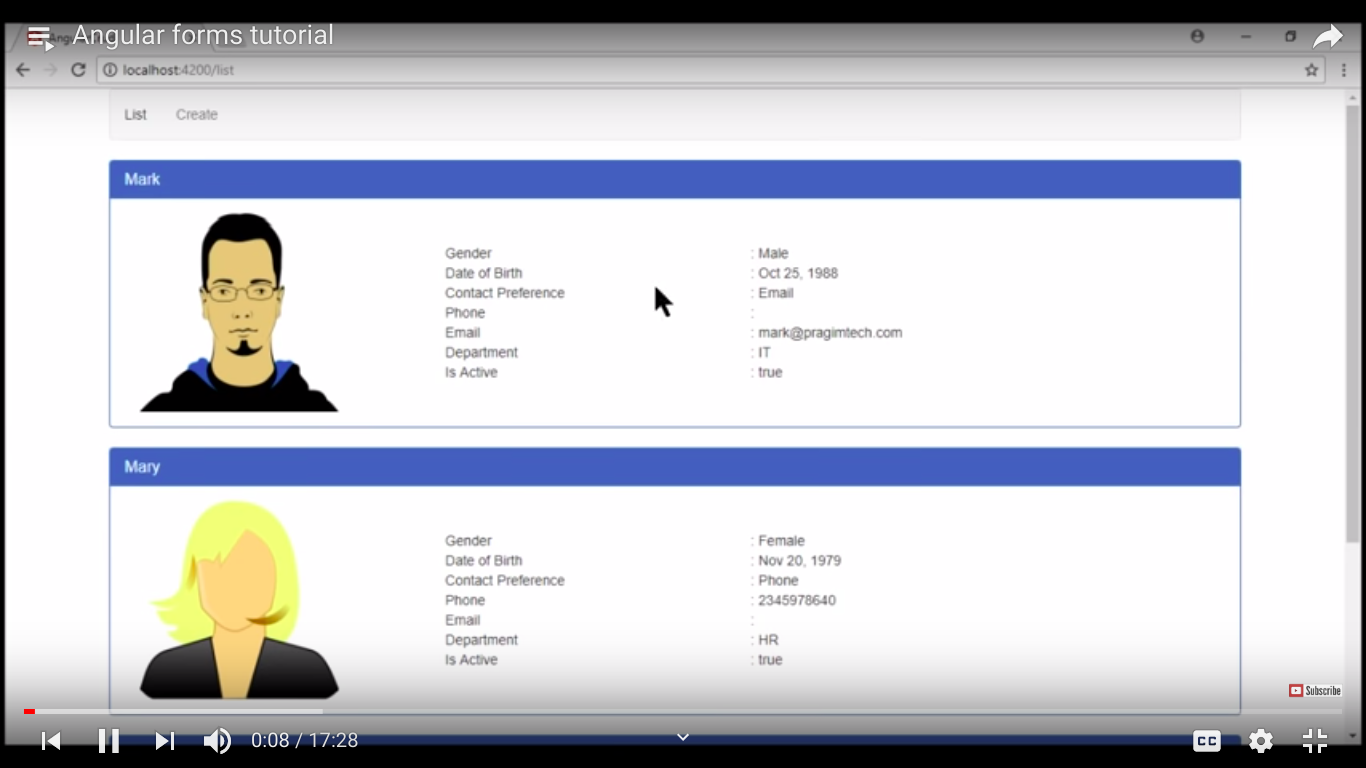 Angular forms tutorial
localhost:4200/list
List Create
Mark
Gender : Male
Date of Birth : Oct 25, 1988
Contact Preference : Email
Phone :
Email : mark@pragimtech.com
Department : IT
Is Active : true
Mary
Gender : Female
Date of Birth : Nov 20, 1979
Contact Preference : Phone
Phone : 2345978640
Email :
Department : HR
Is Active : true
Subscribe
0:08 / 17:28
CC